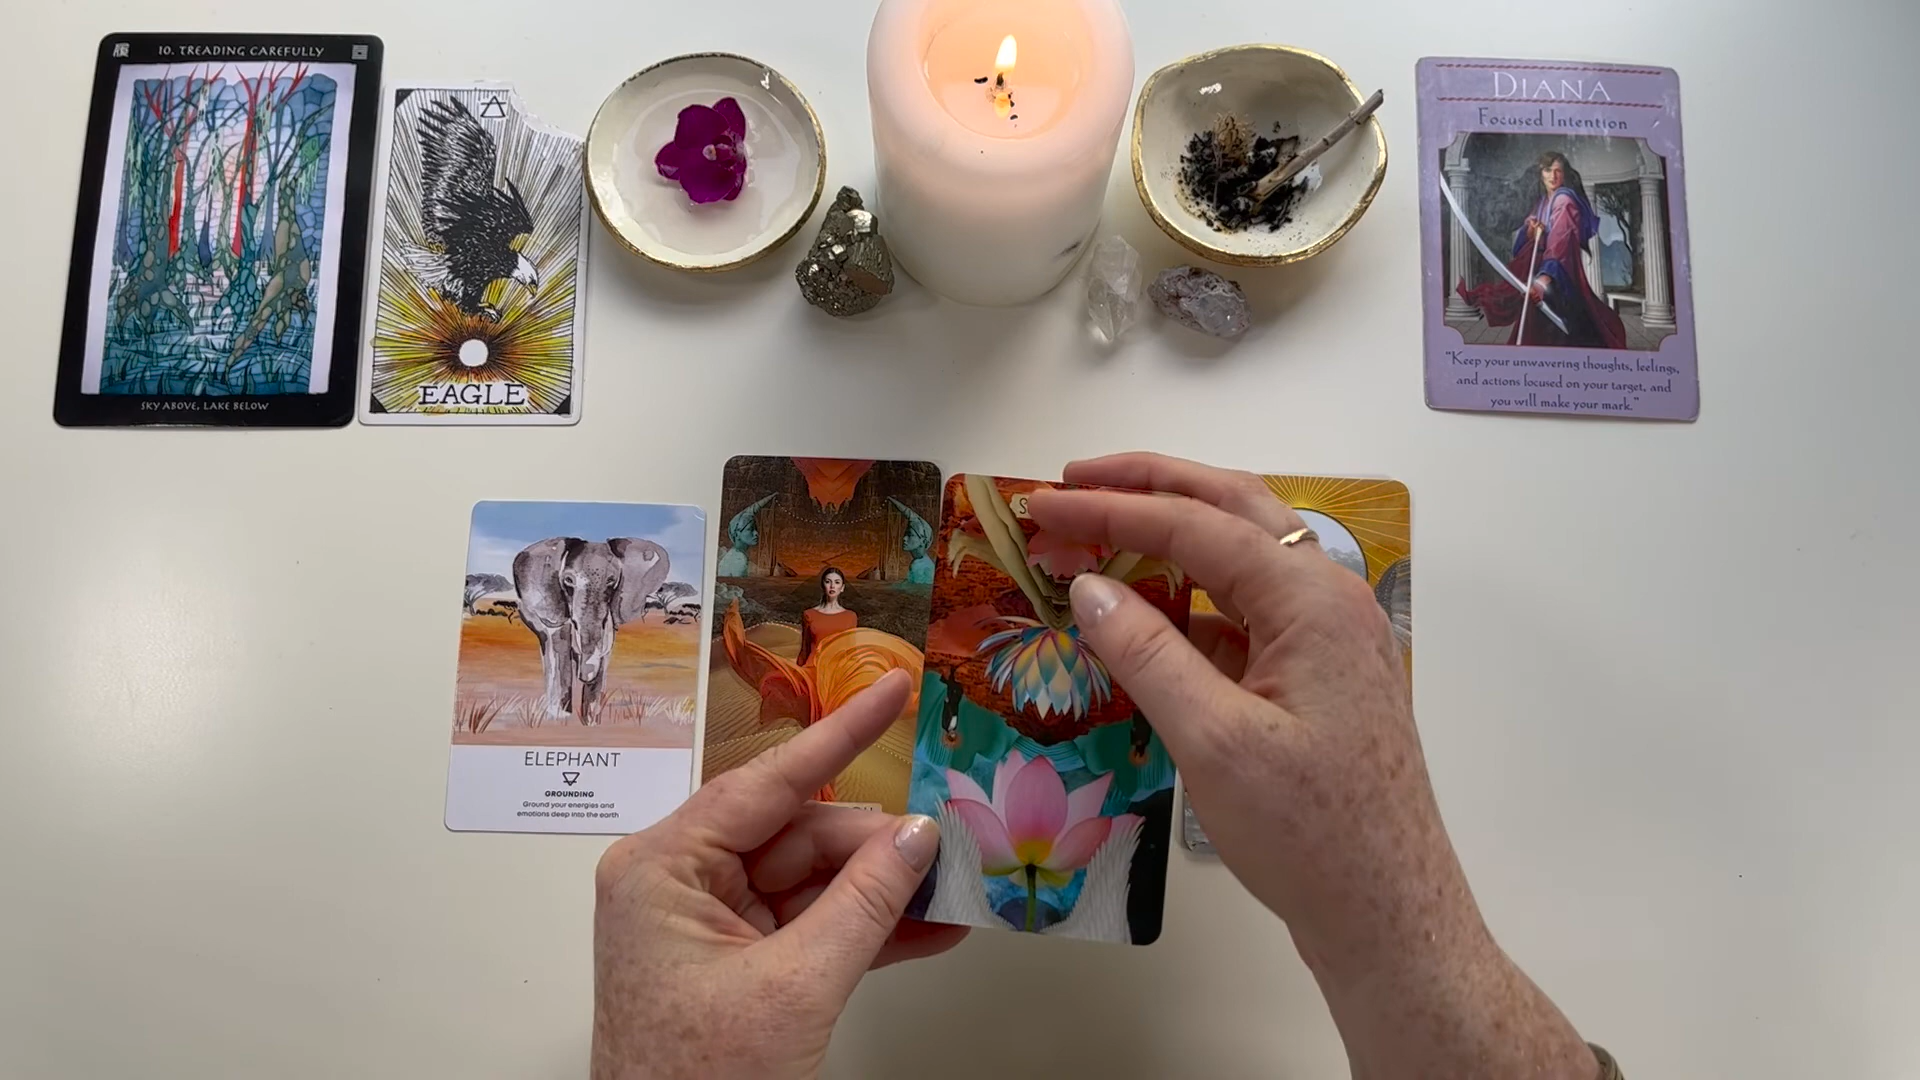 10. TREADING CAREFULLY
SKY ABOVE, LAKE BELOW
EAGLE
DIANA
Focused Intention
"Keep your unwavering thoughts, feelings,
and actions focused on your target, and
you will make your mark."
ELEPHANT
GROUNDING
Ground your energies and
emotions deep into the earth